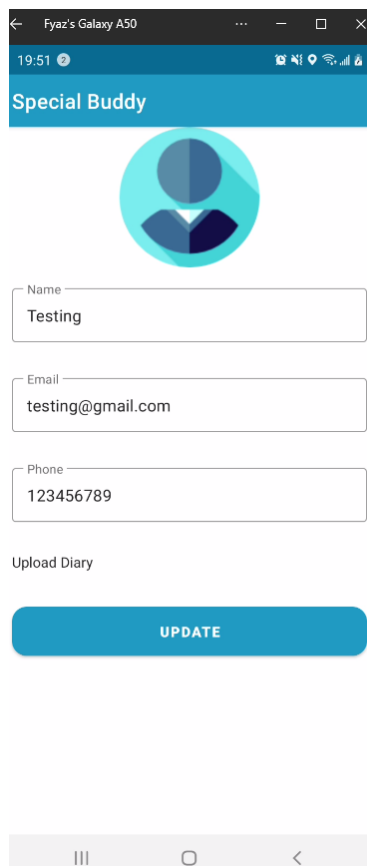 Fyaz's Galaxy A50
19:51 2
Special Buddy
Name
Testing
Email
testing@gmail.com
Phone
123456789
Upload Diary
UPDATE